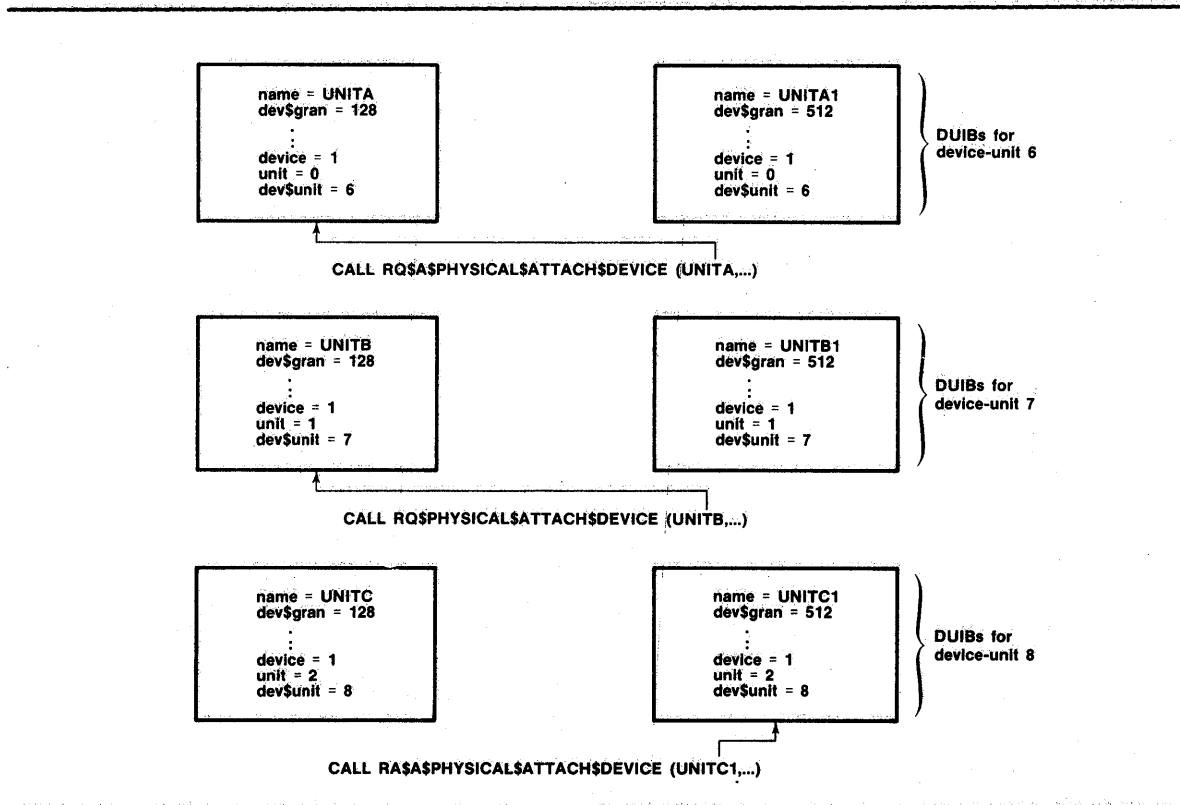 name = UNITA
dev$gran = 128
device = 1
unit = 0
dev$unit = 6
name = UNITA1
dev$gran = 512
device = 1
unit = 0
dev$unit = 6
DUIBs for
device-unit 6
CALL RQ$A$PHYSICAL$ATTACH$DEVICE (UNITA,...)
name = UNITB
dev$gran = 128
device = 1
unit = 1
dev$unit = 7
name = UNITB1
dev$gran = 512
device = 1
unit = 1
dev$unit = 7
DUIBs for
device-unit 7
CALL RQ$PHYSICAL$ATTACH$DEVICE (UNITB,...)
name = UNITC
dev$gran = 128
device = 1
unit = 2
dev$unit = 8
name = UNITC1
dev$gran = 512
device = 1
unit = 2
dev$unit = 8
DUIBs for
device-unit 8
CALL RA$A$PHYSICAL$ATTACH$DEVICE (UNITC1,...)